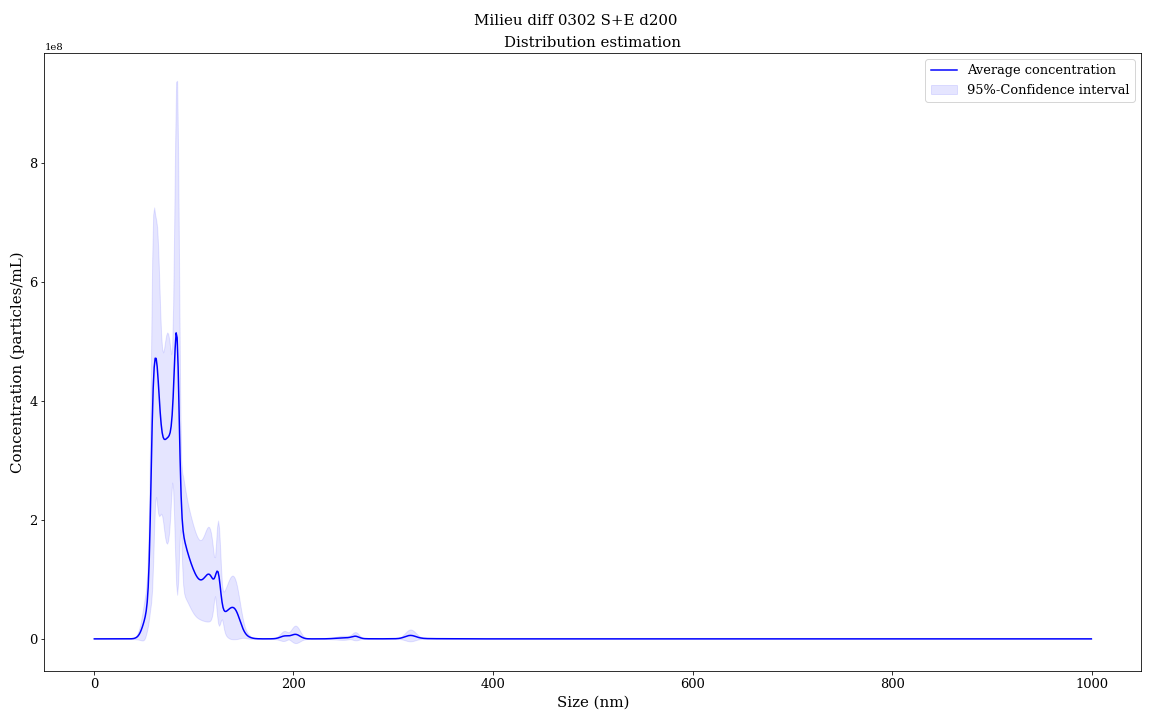 Milieu diff 0302 S+E d200
Distribution estimation
1e8
Average concentration
95%-Confidence interval
8
6
4
2
0
Concentration (particles/mL)
0 200 400 600 800 1000
Size (nm)